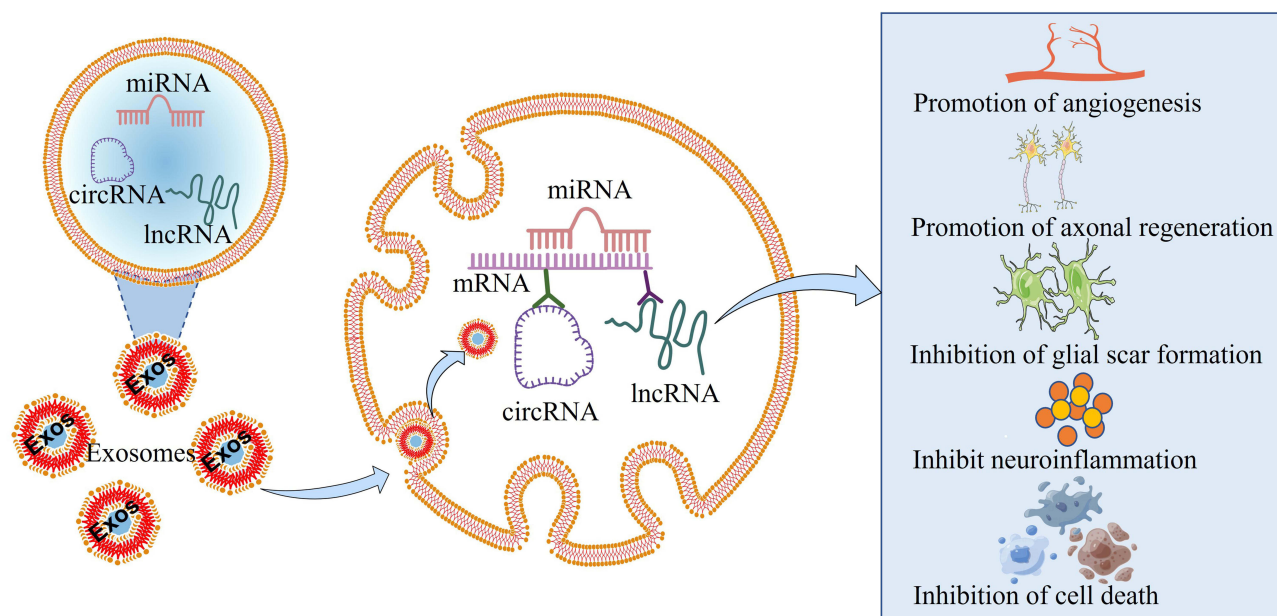 miRNA
circRNA
lncRNA
Exos
Exos
Exosomes
Exos
Exos
miRNA
mRNA
circRNA
lncRNA
Promotion of angiogenesis
Promotion of axonal regeneration
Inhibition of glial scar formation
Inhibit neuroinflammation
Inhibition of cell death